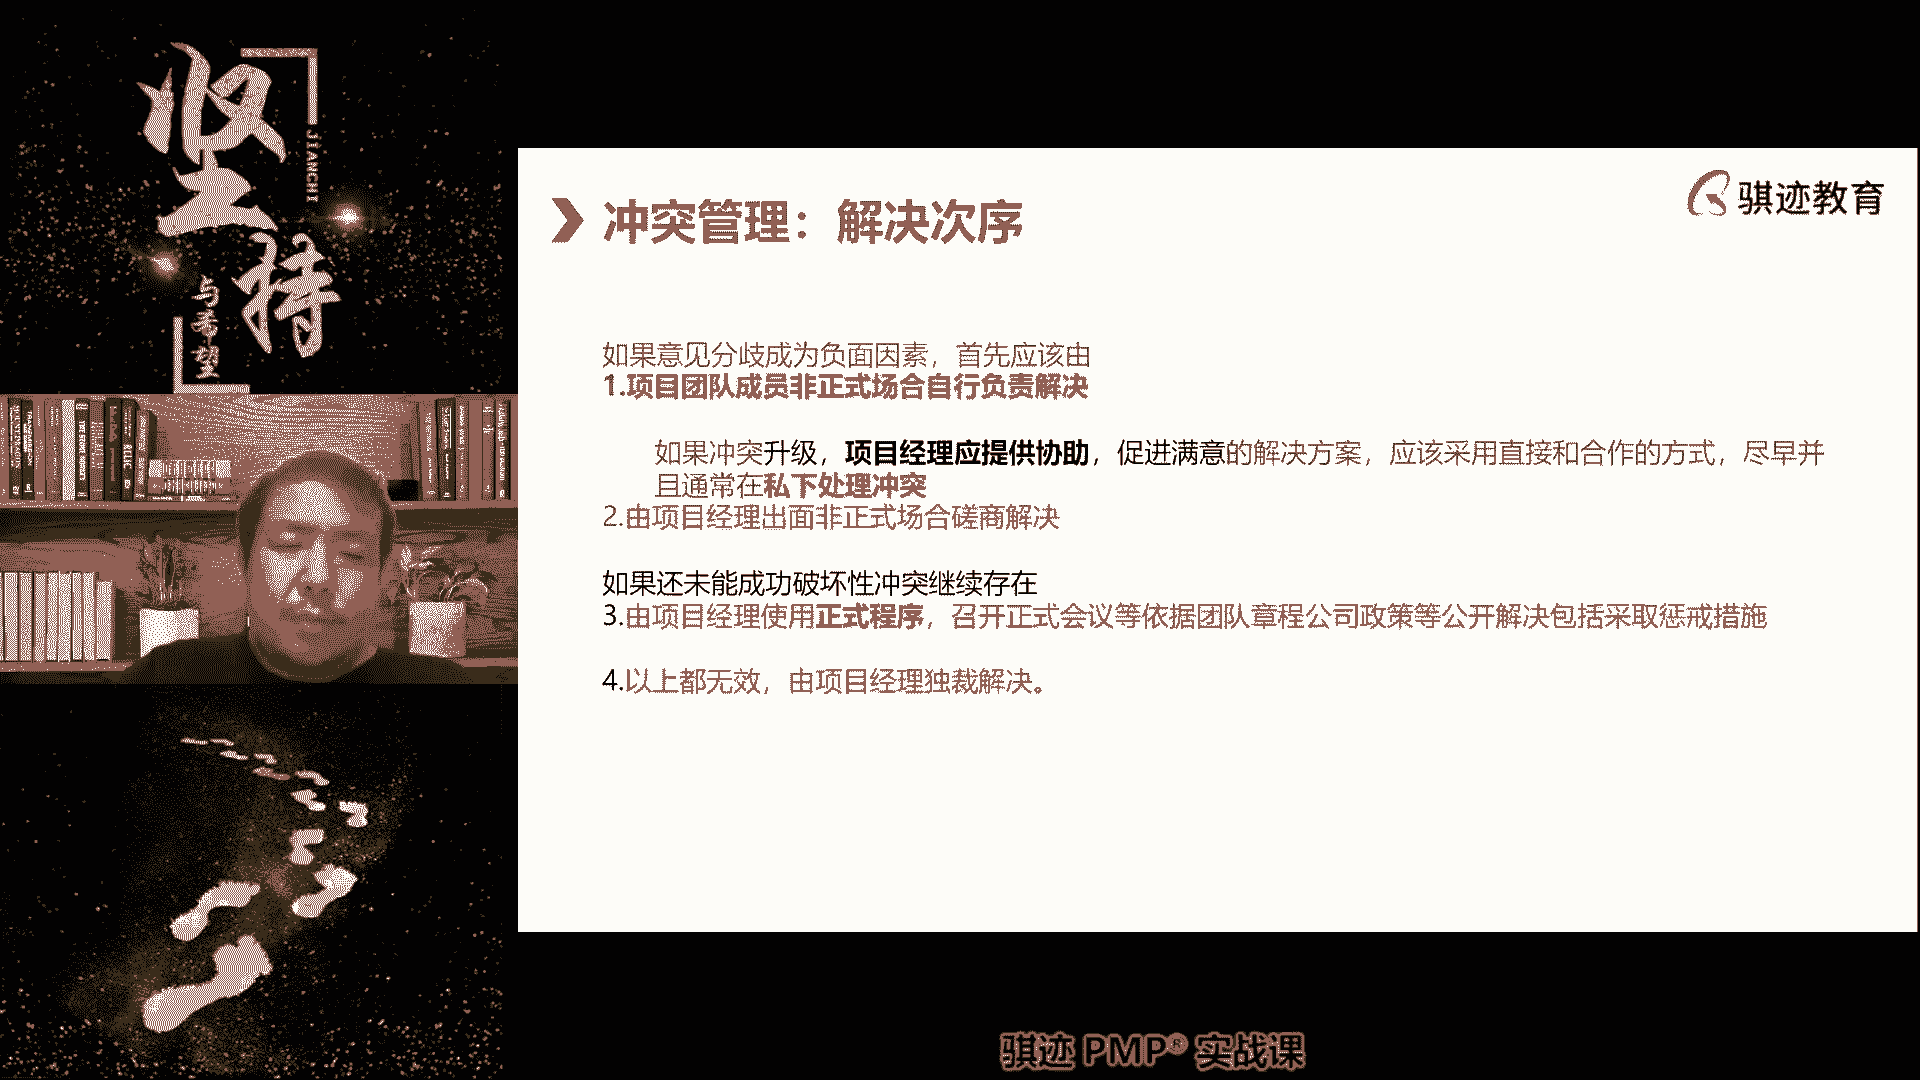 坚持
JIANCHI
与希望
骐迹教育
冲突管理：解决次序
如果意见分歧成为负面因素，首先应该由
1.项目团队成员非正式场合自行负责解决
如果冲突升级，项目经理应提供协助，促进满意的解决方案，应该采用直接和合作的方式，尽早并
且通常在私下处理冲突
2.由项目经理出面非正式场合磋商解决
如果还未能成功破坏性冲突继续存在
3.由项目经理使用正式程序，召开正式会议等依据团队章程公司政策等公开解决包括采取惩戒措施
4.以上都无效，由项目经理独裁解决。
骐迹 PMP® 实战课